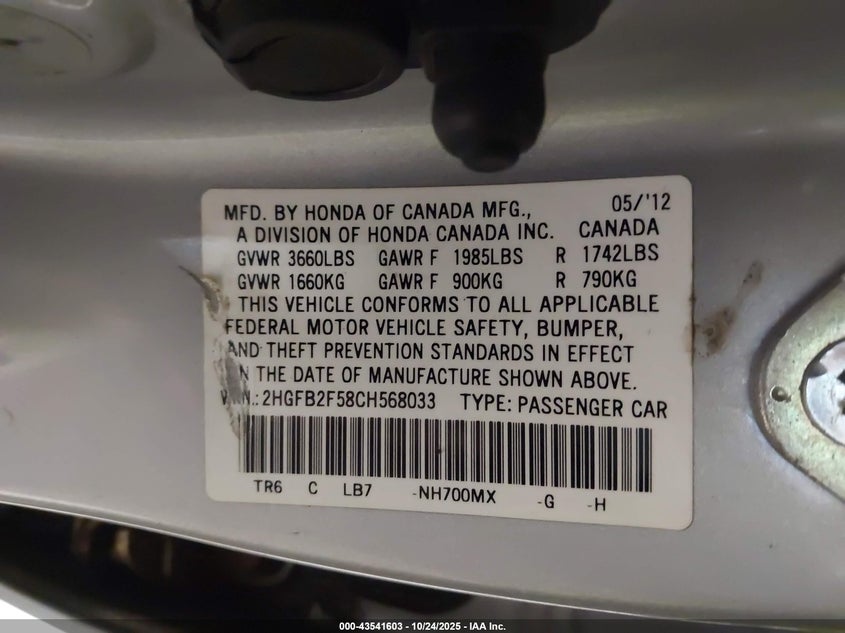 MFD. BY HONDA OF CANADA MFG., 05/'12
A DIVISION OF HONDA CANADA INC. CANADA
GVWR 3660LBS GAWR F 1985LBS R 1742LBS
GVWR 1660KG GAWR F 900KG R 790KG
THIS VEHICLE CONFORMS TO ALL APPLICABLE
FEDERAL MOTOR VEHICLE SAFETY, BUMPER,
AND THEFT PREVENTION STANDARDS IN EFFECT
ON THE DATE OF MANUFACTURE SHOWN ABOVE.
V.I.N.: 2HGFB2F58CH568033 TYPE: PASSENGER CAR
TR6 C LB7 -NH700MX -G -H
000-43541603 - 10/24/2025 - IAA Inc.